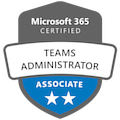 Microsoft 365
CERTIFIED
TEAMS
ADMINISTRATOR
ASSOCIATE